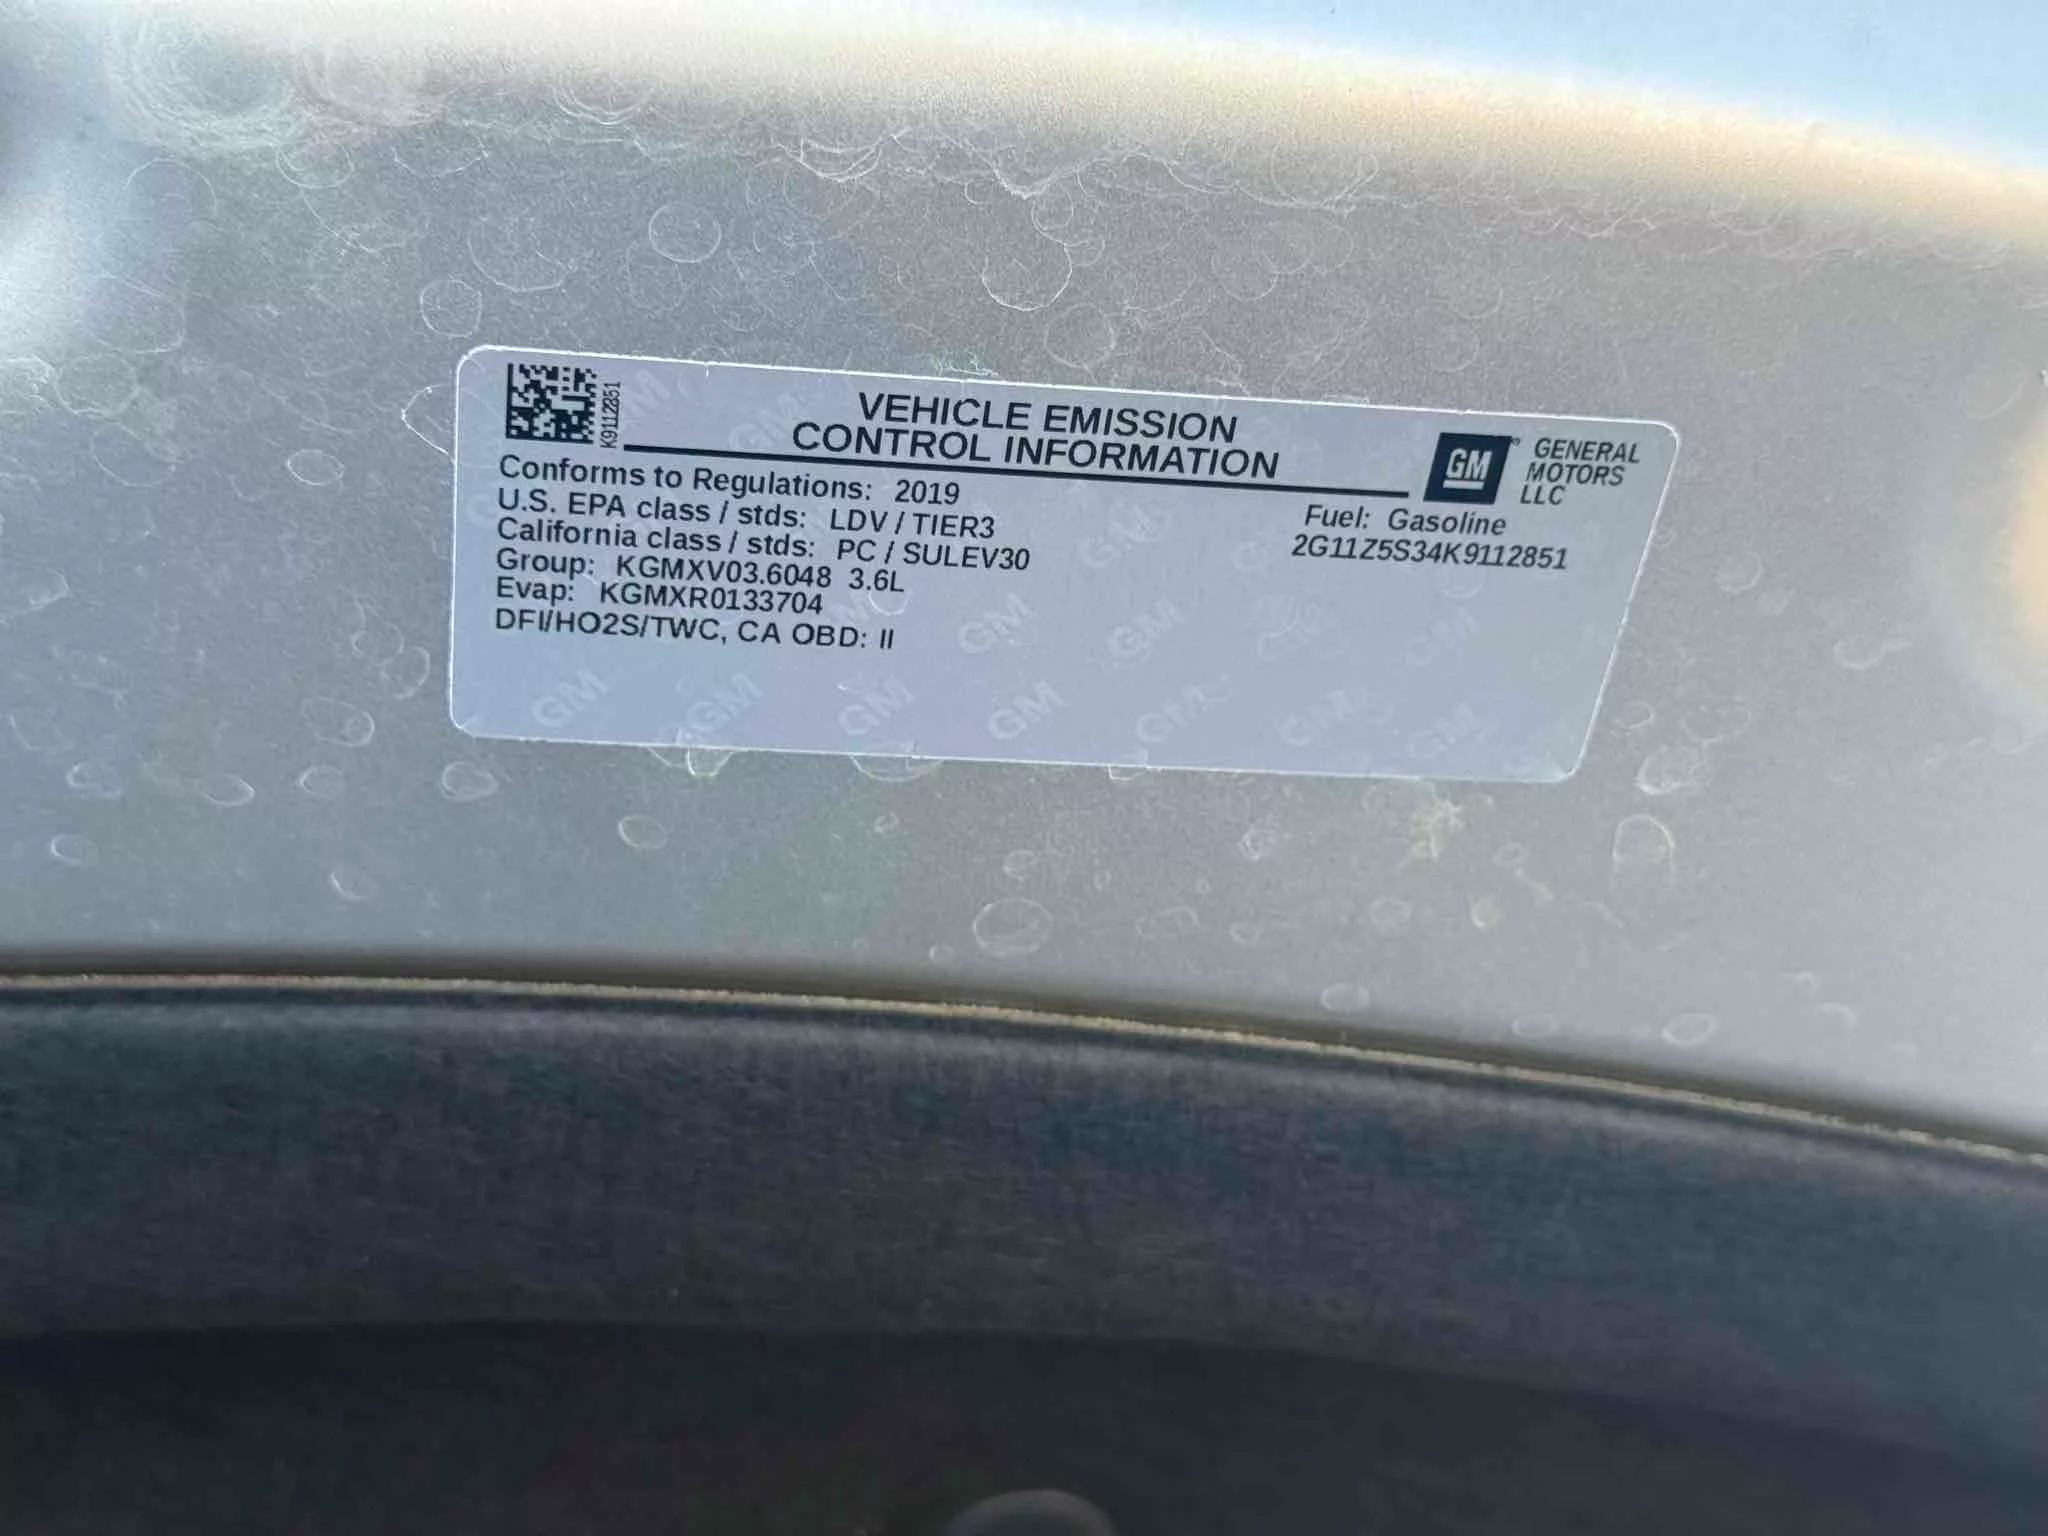 K9112851
VEHICLE EMISSION
CONTROL INFORMATION
GM
GENERAL
MOTORS
LLC
Conforms to Regulations: 2019
U.S. EPA class / stds: LDV / TIER3
California class / stds: PC / SULEV30
Group: KGMXV03.6048 3.6L
Evap: KGMXR0133704
DFI/HO2S/TWC, CA OBD: II
Fuel: Gasoline
2G11Z5S34K9112851